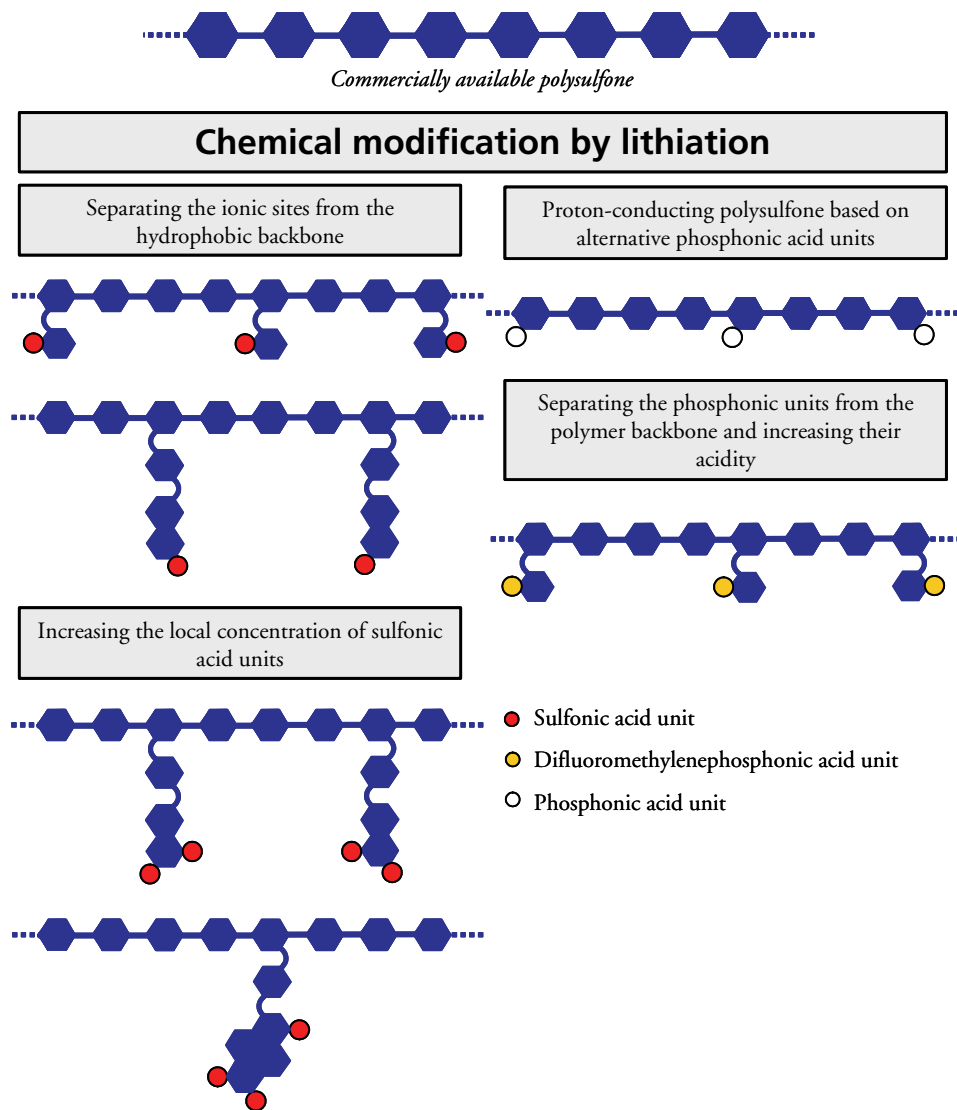 Commercially available polysulfone
Chemical modification by lithiation
Separating the ionic sites from the
hydrophobic backbone
Proton-conducting polysulfone based on
alternative phosphonic acid units
Separating the phosphonic units from the
polymer backbone and increasing their
acidity
Increasing the local concentration of sulfonic
acid units
Sulfonic acid unit
Difluoromethylenephosphonic acid unit
Phosphonic acid unit